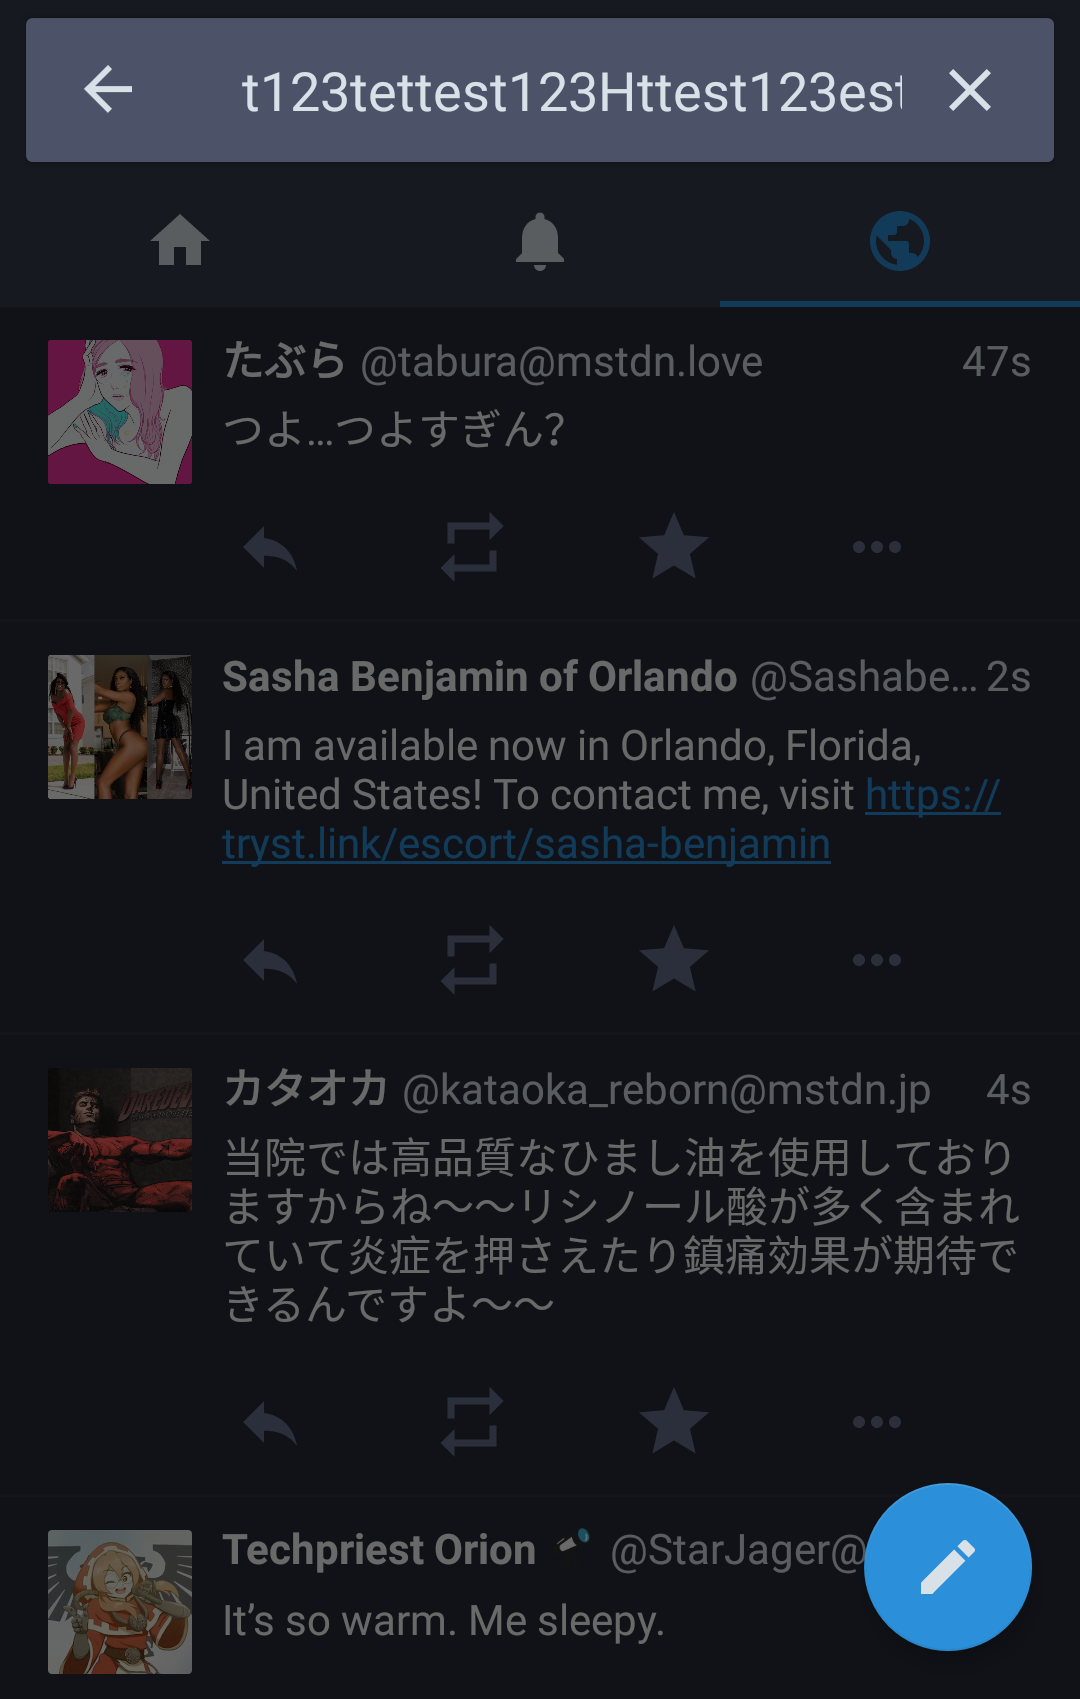 t123tettest123Httest123est
たぶら @tabura@mstdn.love 47s
つよ…つよすぎん?
Sasha Benjamin of Orlando @Sashabe… 2s
I am available now in Orlando, Florida,
United States! To contact me, visit https://
tryst.link/escort/sasha-benjamin
カタオカ @kataoka_reborn@mstdn.jp 4s
当院では高品質なひまし油を使用しており
ますからね〜〜リシノール酸が多く含まれ
ていて炎症を押さえたり鎮痛効果が期待で
きるんですよ〜〜
Techpriest Orion @StarJager@
It’s so warm. Me sleepy.